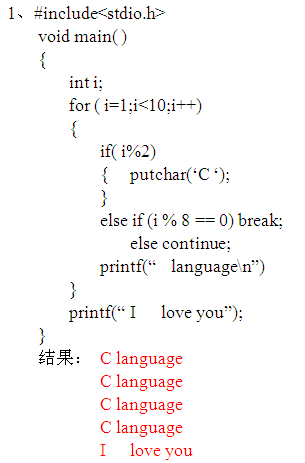 1、#include<stdio.h>
void main( )
{
int i;
for ( i=1;i<10;i++)
{
if( i%2)
{ putchar(‘C ‘);
}
else if (i % 8 == 0) break;
else continue;
printf(“ language\n”)
}
printf(“ I love you”);
}
结果： C language
C language
C language
C language
I love you